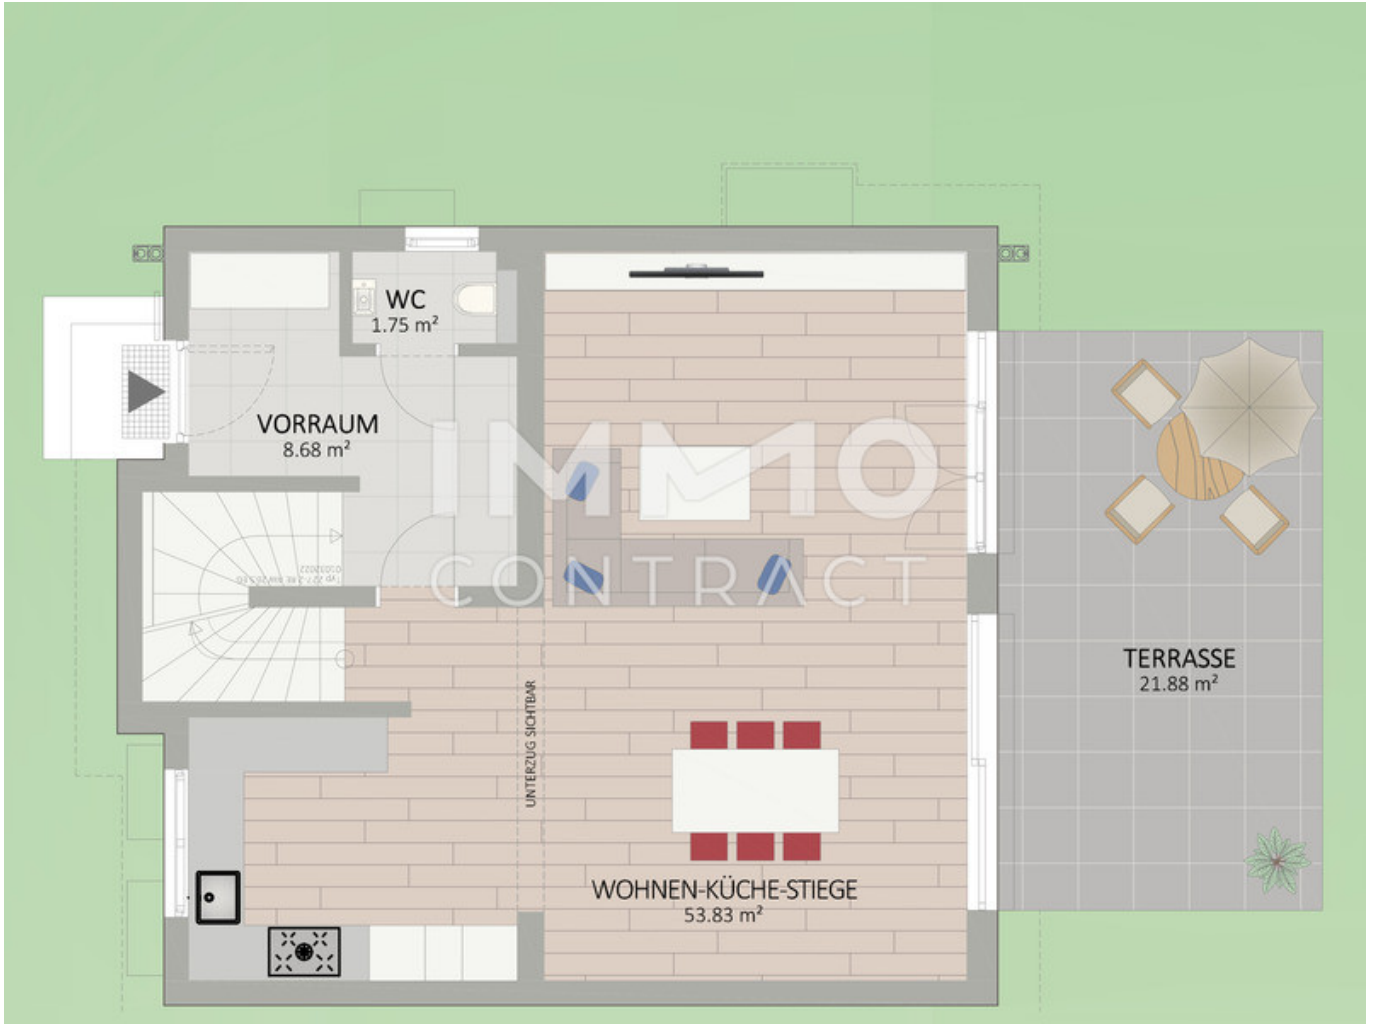 WC
1.75 m²
VORRAUM
8.68 m²
IMMO
CONTRACT
01032022
TERRASSE
21.88 m²
UNTERZUG SICHTBAR
WOHNEN-KÜCHE-STIEGE
53.83 m²